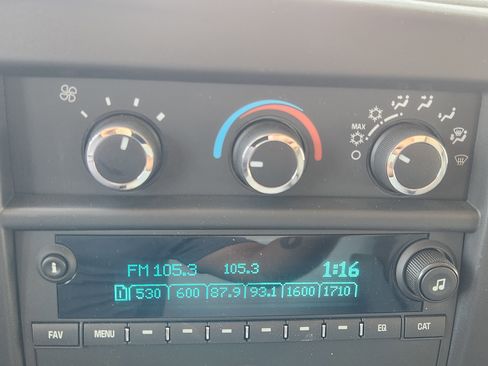 MAX
FM 105.3 105.3 1:16
1 530 600 87.9 93.1 1600 1710
i
FAV MENU EQ CAT